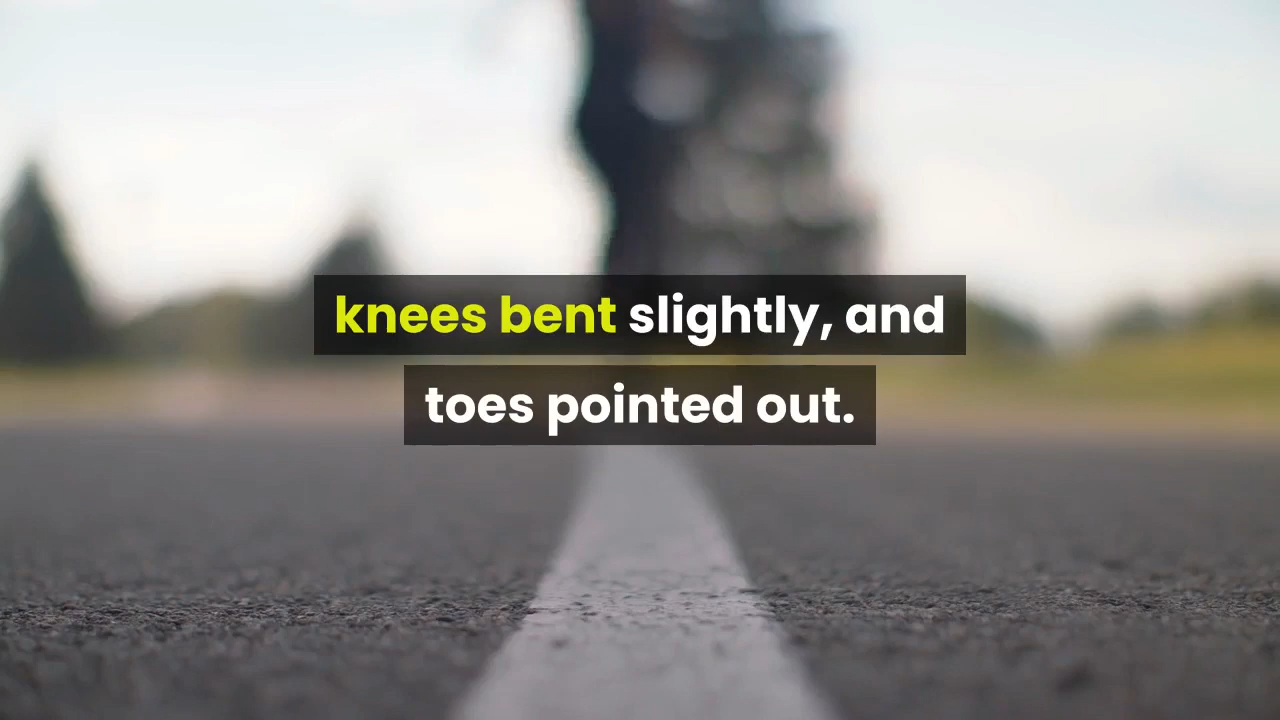 knees bent slightly, and
toes pointed out.